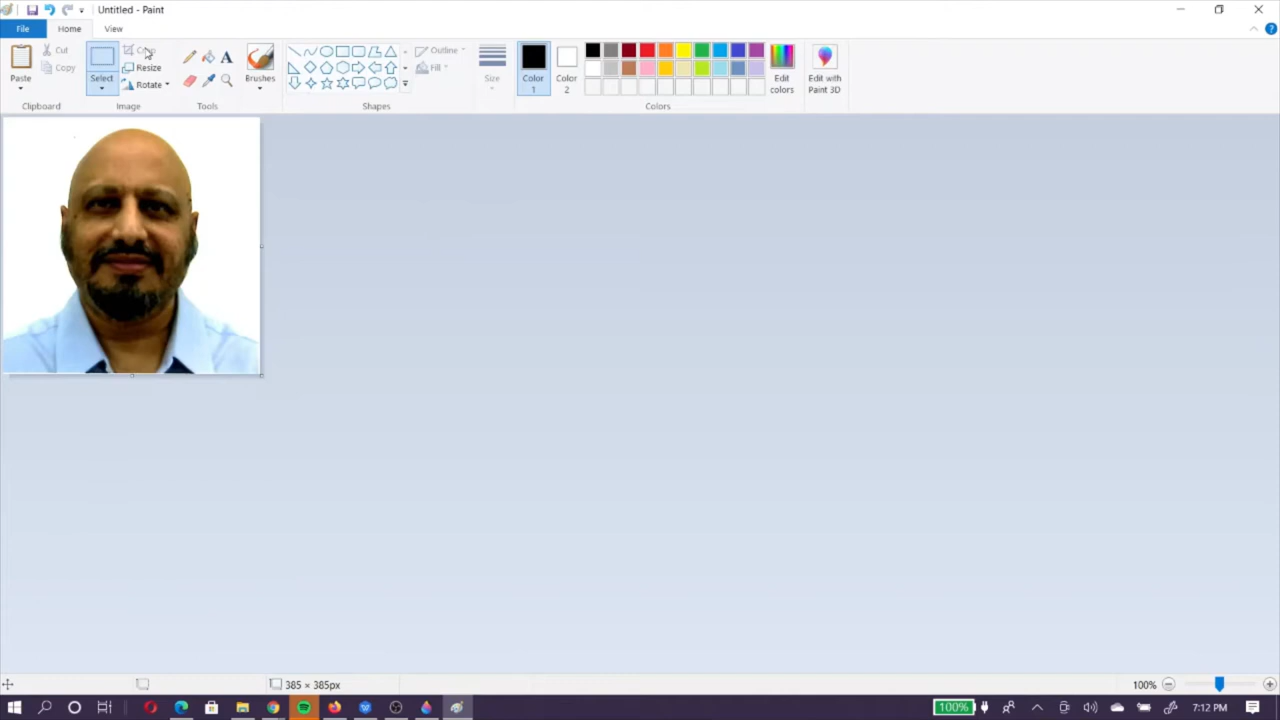 Untitled - Paint
File
Home
View
Paste
Clipboard
Cut
Copy
Select
Crop
Resize
Rotate
Image
Tools
Brushes
Shapes
Outline
Fill
Size
Color 1
Color 2
Colors
Edit colors
Edit with Paint 3D
385 × 385px
100%
100%
7:12 PM